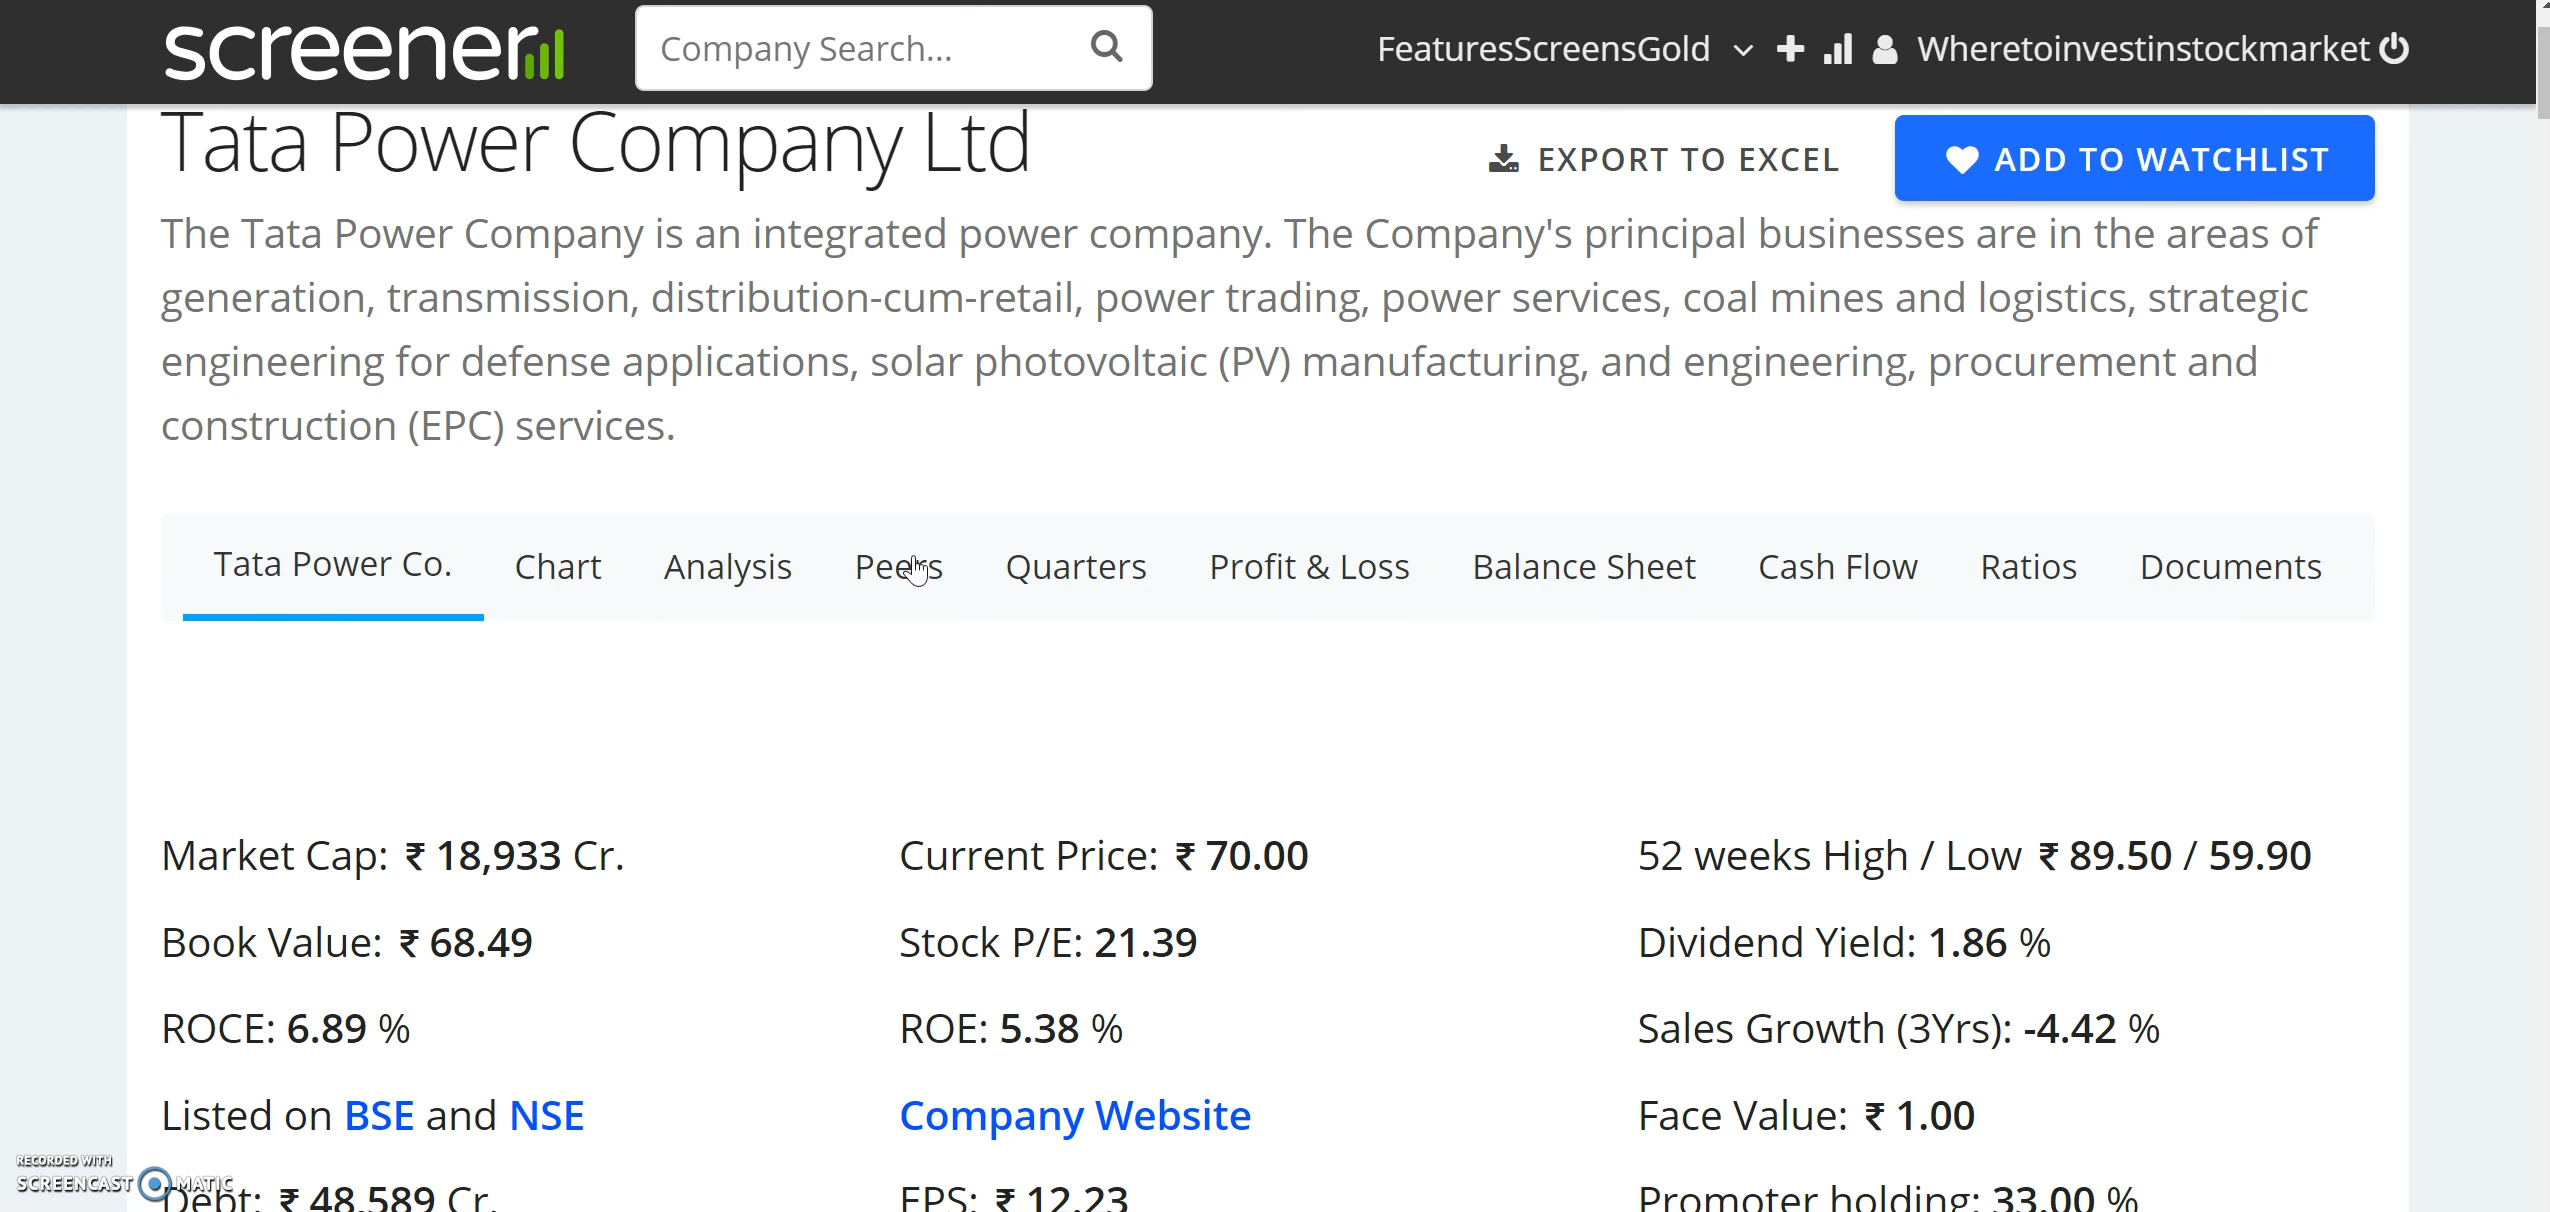 screener
Company Search...
FeaturesScreensGold
Wheretoinvestinstockmarket
Tata Power Company Ltd
EXPORT TO EXCEL
ADD TO WATCHLIST
The Tata Power Company is an integrated power company. The Company's principal businesses are in the areas of
generation, transmission, distribution-cum-retail, power trading, power services, coal mines and logistics, strategic
engineering for defense applications, solar photovoltaic (PV) manufacturing, and engineering, procurement and
construction (EPC) services.
Tata Power Co. Chart Analysis Peers Quarters Profit & Loss Balance Sheet Cash Flow Ratios Documents
Market Cap: ₹ 18,933 Cr. Current Price: ₹ 70.00 52 weeks High / Low ₹ 89.50 / 59.90
Book Value: ₹ 68.49 Stock P/E: 21.39 Dividend Yield: 1.86 %
ROCE: 6.89 % ROE: 5.38 % Sales Growth (3Yrs): -4.42 %
Listed on BSE and NSE Company Website Face Value: ₹ 1.00
RECORDED WITH
SCREENCAST MATIC
Debt: ₹ 48,589 Cr. EPS: ₹ 12.23 Promoter holding: 33.00 %